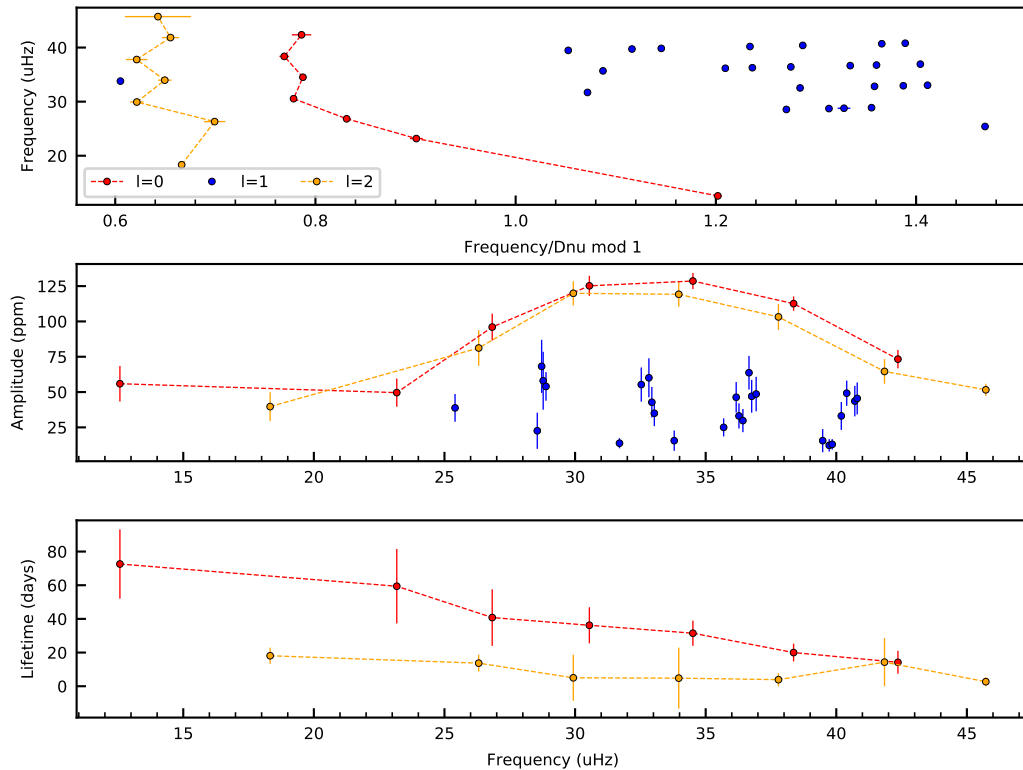 40
30
20
Frequency (uHz)
l=0 l=1 l=2
0.6 0.8 1.0 1.2 1.4
Frequency/Dnu mod 1
125
100
75
50
25
Amplitude (ppm)
15 20 25 30 35 40 45
80
60
40
20
0
Lifetime (days)
15 20 25 30 35 40 45
Frequency (uHz)